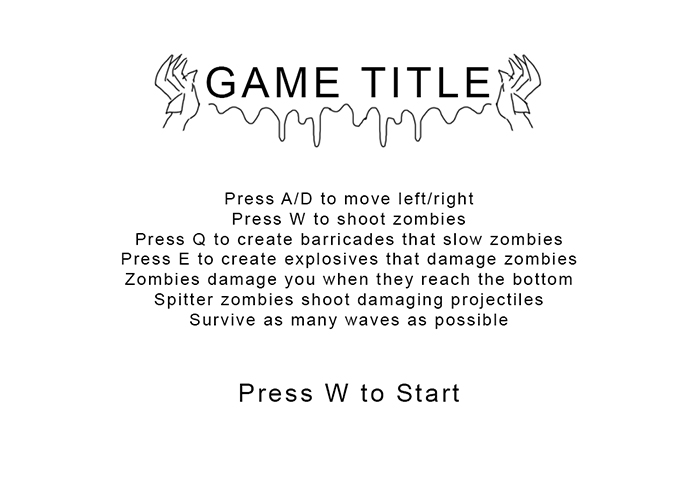 GAME TITLE
Press A/D to move left/right
Press W to shoot zombies
Press Q to create barricades that slow zombies
Press E to create explosives that damage zombies
Zombies damage you when they reach the bottom
Spitter zombies shoot damaging projectiles
Survive as many waves as possible
Press W to Start